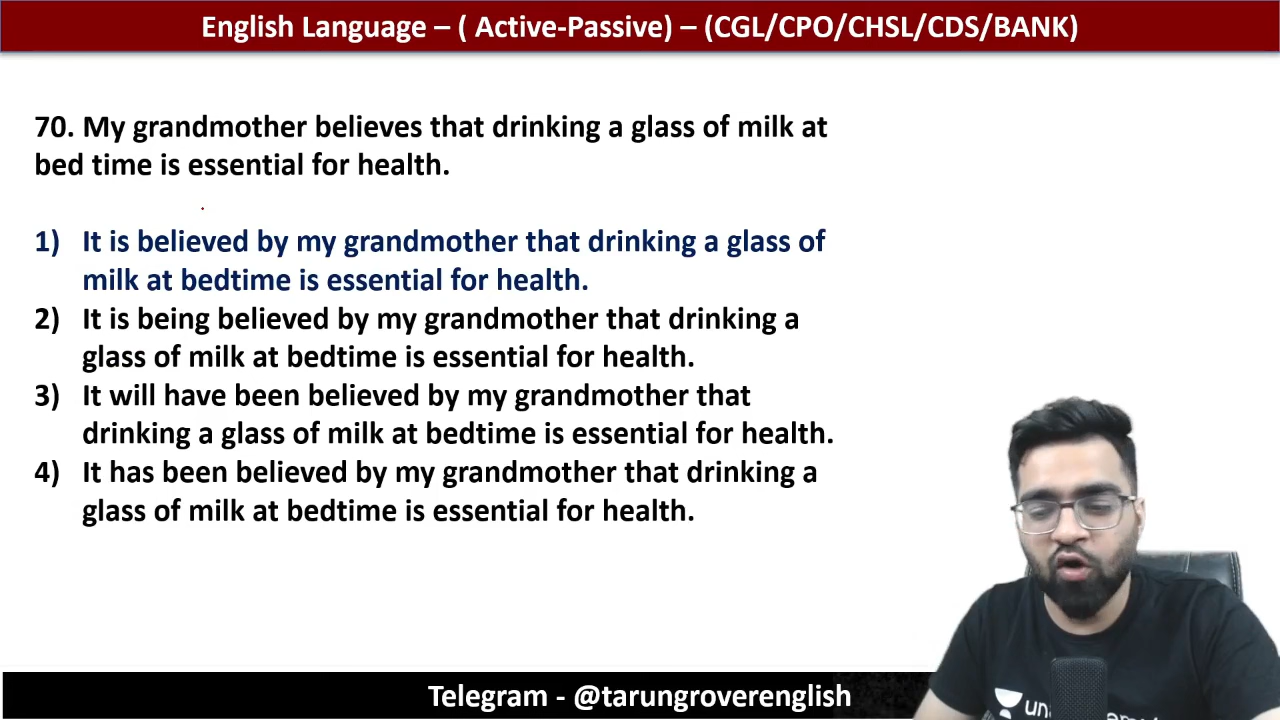 English Language – ( Active-Passive) – (CGL/CPO/CHSL/CDS/BANK)
70. My grandmother believes that drinking a glass of milk at
bed time is essential for health.
1) It is believed by my grandmother that drinking a glass of
milk at bedtime is essential for health.
2) It is being believed by my grandmother that drinking a
glass of milk at bedtime is essential for health.
3) It will have been believed by my grandmother that
drinking a glass of milk at bedtime is essential for health.
4) It has been believed by my grandmother that drinking a
glass of milk at bedtime is essential for health.
Telegram - @tarungroverenglish